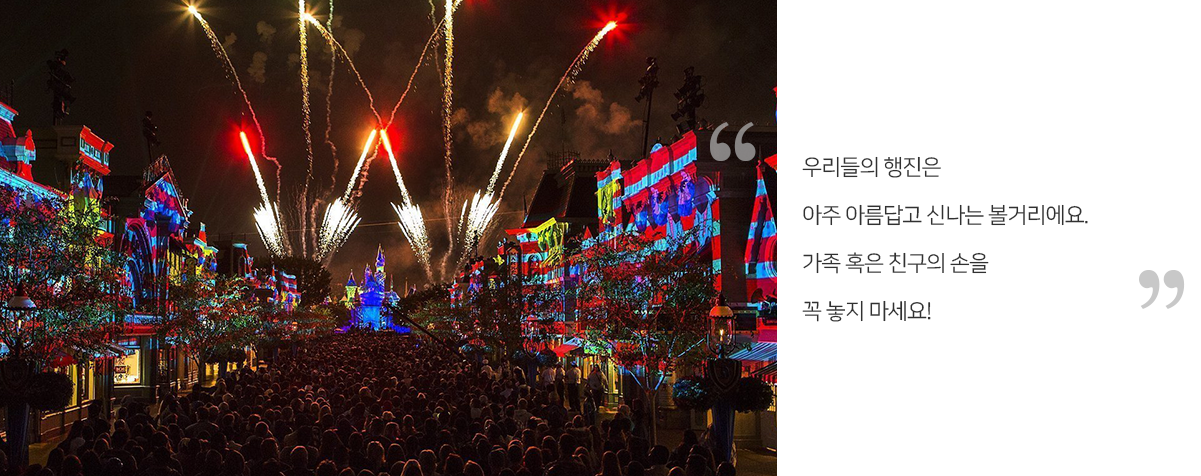 우리들의 행진은
아주 아름답고 신나는 볼거리에요.
가족 혹은 친구의 손을
꼭 놓지 마세요!